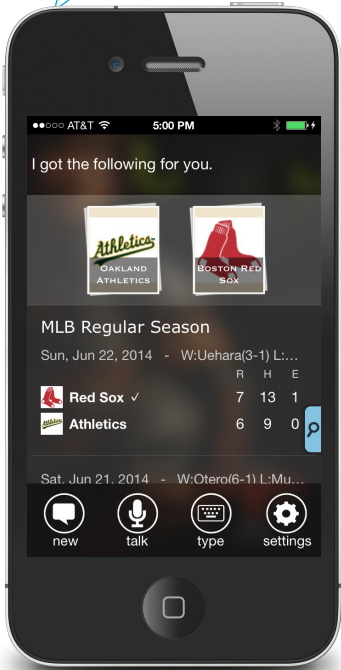 AT&T 5:00 PM
I got the following for you.
Athletics
OAKLAND ATHLETICS
BOSTON RED SOX
MLB Regular Season
Sun, Jun 22, 2014 - W:Uehara(3-1) L:...
R H E
Red Sox ✓ 7 13 1
Athletics 6 9 0
Sat, Jun 21, 2014 - W:Otero(6-1) L:Mu...
new talk type settings